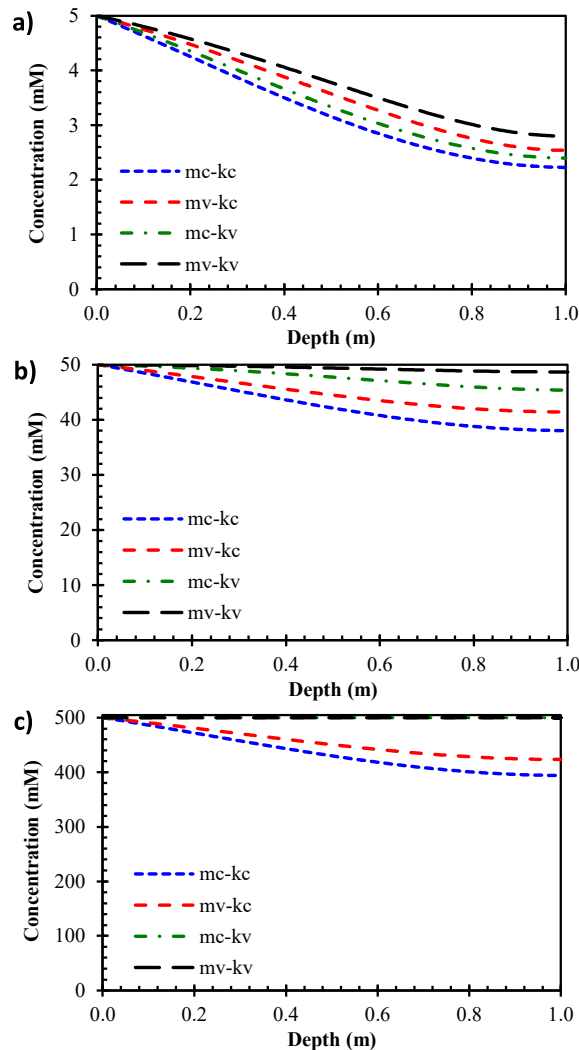 a)
Concentration (mM)
5
4
3
2
1
0
mc-kc
mv-kc
mc-kv
mv-kv
0.0 0.2 0.4 0.6 0.8 1.0
Depth (m)
b)
Concentration (mM)
50
40
30
20
10
0
mc-kc
mv-kc
mc-kv
mv-kv
0.0 0.2 0.4 0.6 0.8 1.0
Depth (m)
c)
Concentration (mM)
500
400
300
200
100
0
mc-kc
mv-kc
mc-kv
mv-kv
0.0 0.2 0.4 0.6 0.8 1.0
Depth (m)